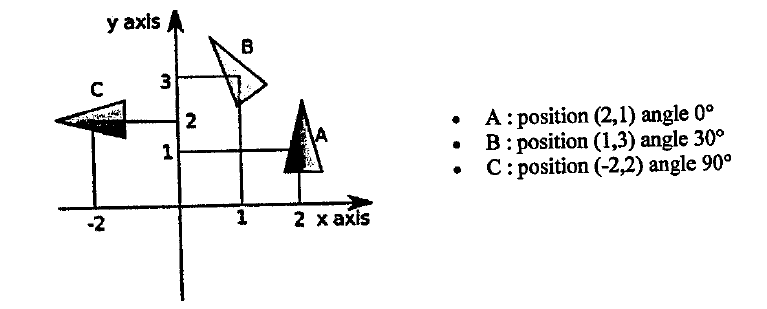 y axis
B
3
C
2
A
1
-2
1
2
x axis
• A : position (2,1) angle 0°
• B : position (1,3) angle 30°
• C : position (-2,2) angle 90°